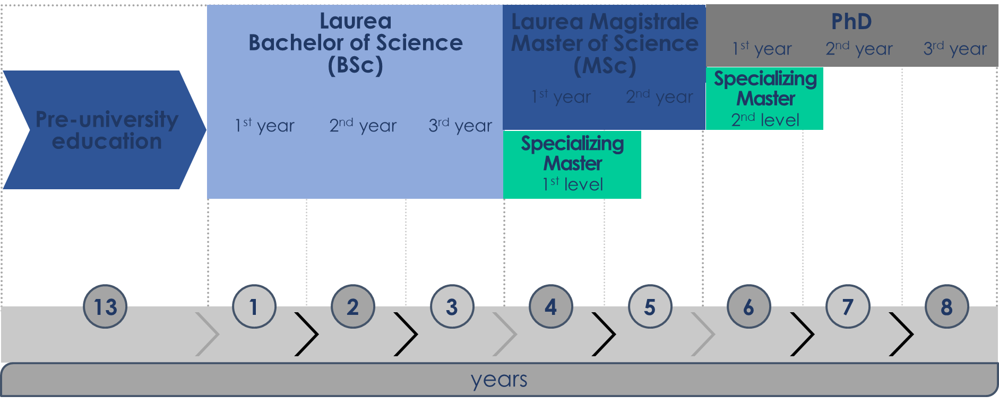 Pre-university
education
Laurea
Bachelor of Science
(BSc)
1st year 2nd year 3rd year
Laurea Magistrale
Master of Science
(MSc)
1st year 2nd year
Specializing
Master
1st level
PhD
1st year 2nd year 3rd year
Specializing
Master
2nd level
13 1 2 3 4 5 6 7 8
years